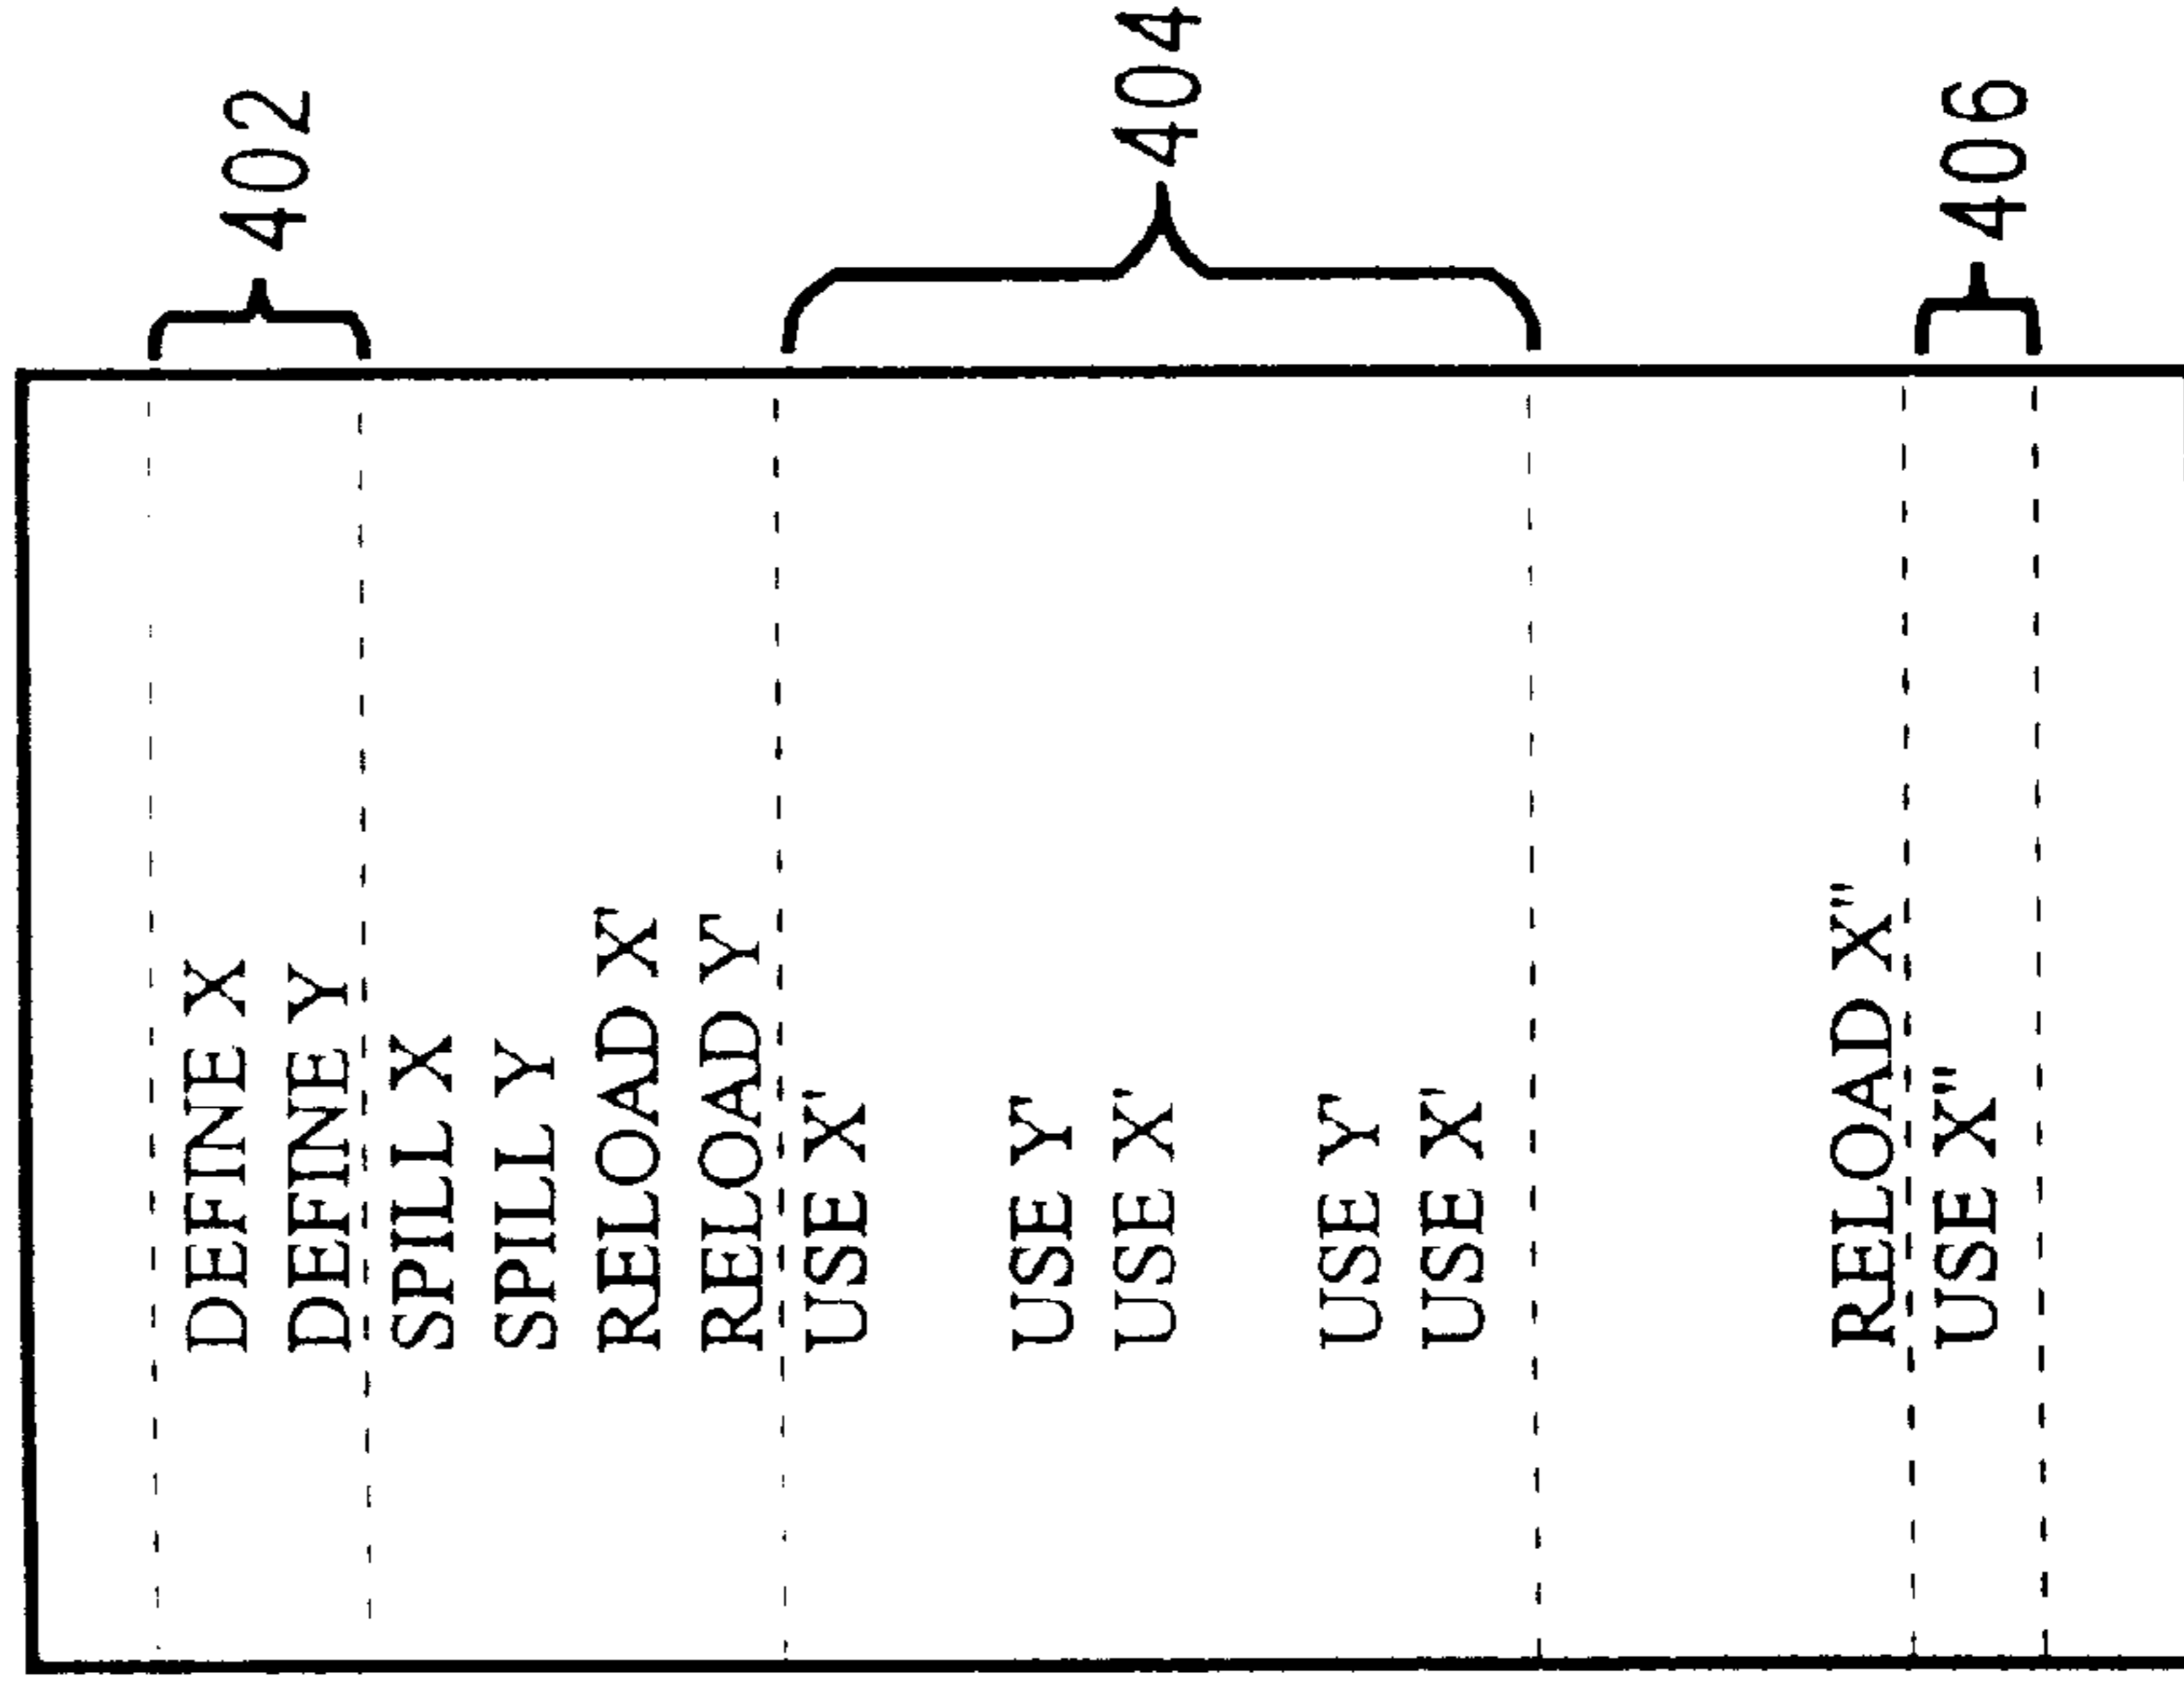 DEFINE X
DEFINE Y
402
SPILL X
SPILL Y
RELOAD X'
RELOAD Y'
USE X'
USE Y'
USE X'
USE Y'
USE X'
404
RELOAD X"
USE X"
406